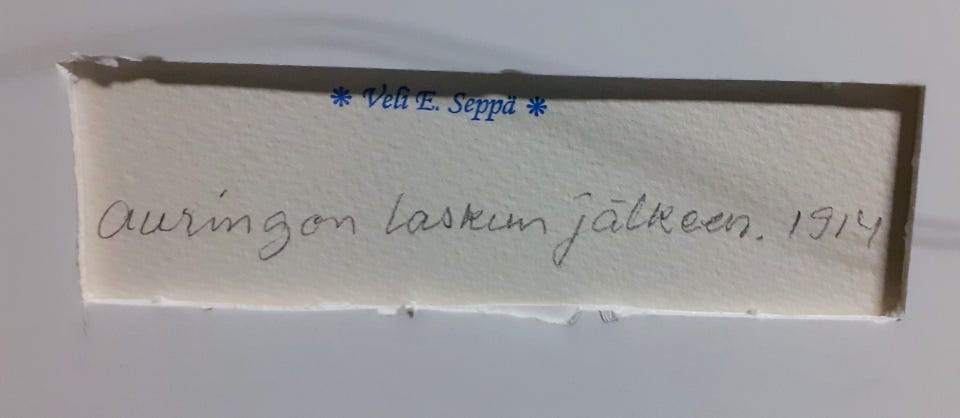 * Veli E. Seppä *
auringon laskun jälkeen. 1914